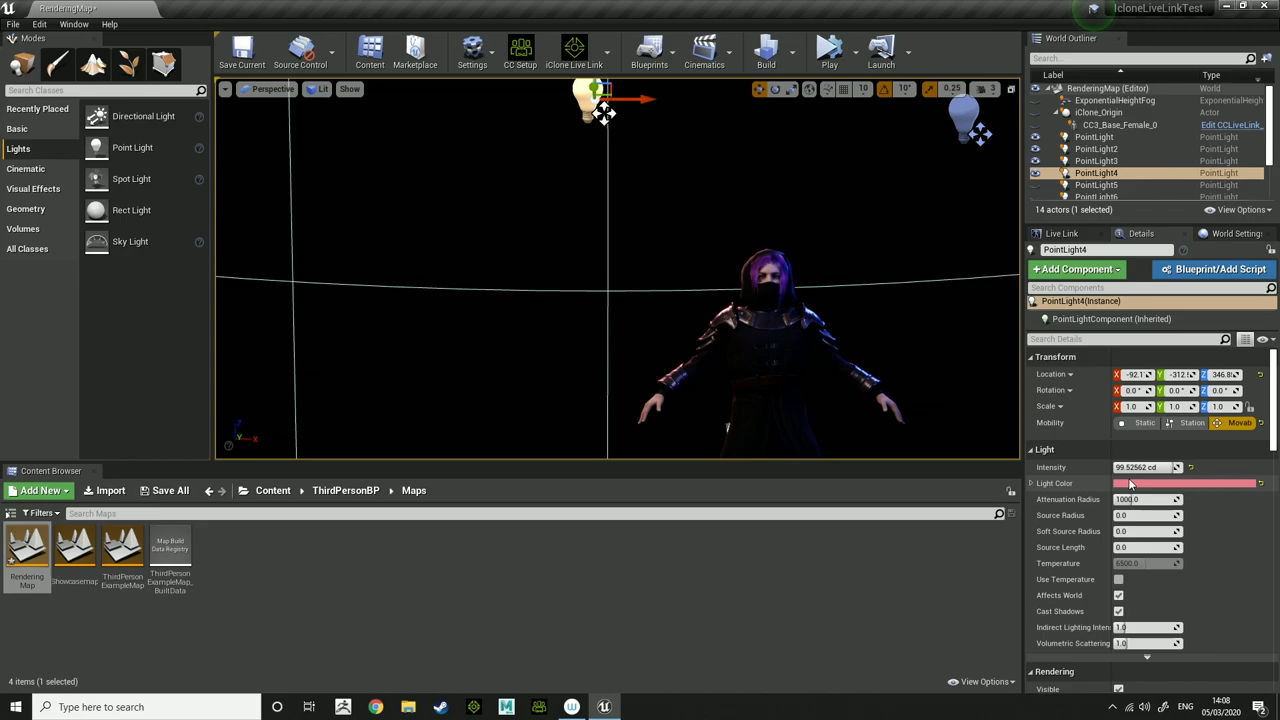 RenderingMap*
IcloneLiveLinkTest
File Edit Window Help
Modes
Search Classes
Recently Placed
Basic
Lights
Cinematic
Visual Effects
Geometry
Volumes
All Classes
Directional Light
Point Light
Spot Light
Rect Light
Sky Light
Save Current
Source Control
Content
Marketplace
Settings
CC Setup
iClone Live Link
Blueprints
Cinematics
Build
Play
Launch
Perspective
Lit
Show
10
10°
0.25
3
World Outliner
Search...
Label
Type
RenderingMap (Editor) World
ExponentialHeightFog ExponentialHeigh
iClone_Origin Actor
CC3_Base_Female_0 Edit CCLiveLink_
PointLight PointLight
PointLight2 PointLight
PointLight3 PointLight
PointLight4 PointLight
PointLight5 PointLight
PointLight6 PointLight
14 actors (1 selected)
View Options
Live Link
Details
World Settings
PointLight4
+Add Component
Blueprint/Add Script
Search Components
PointLight4(Instance)
PointLightComponent (Inherited)
Search Details
Transform
Location X -92.1 Y -312. Z 346.8
Rotation X 0.0 ° Y 0.0 ° Z 0.0 °
Scale X 1.0 Y 1.0 Z 1.0
Mobility Static Station Movab
Light
Intensity 99.52562 cd
Light Color
Attenuation Radius 1000.0
Source Radius 0.0
Soft Source Radius 0.0
Source Length 0.0
Temperature 6500.0
Use Temperature
Affects World
Cast Shadows
Indirect Lighting Inten 1.0
Volumetric Scattering 1.0
Rendering
Visible
Z
Y X
Content Browser
Add New
Import
Save All
Content
ThirdPersonBP
Maps
Filters
Search Maps
Rendering
Map
Showcasemap
ThirdPerson
ExampleMap
Map Build
Data Registry
ThirdPerson
ExampleMap_
BuiltData
4 items (1 selected)
View Options
Type here to search
ENG
14:08
05/03/2020